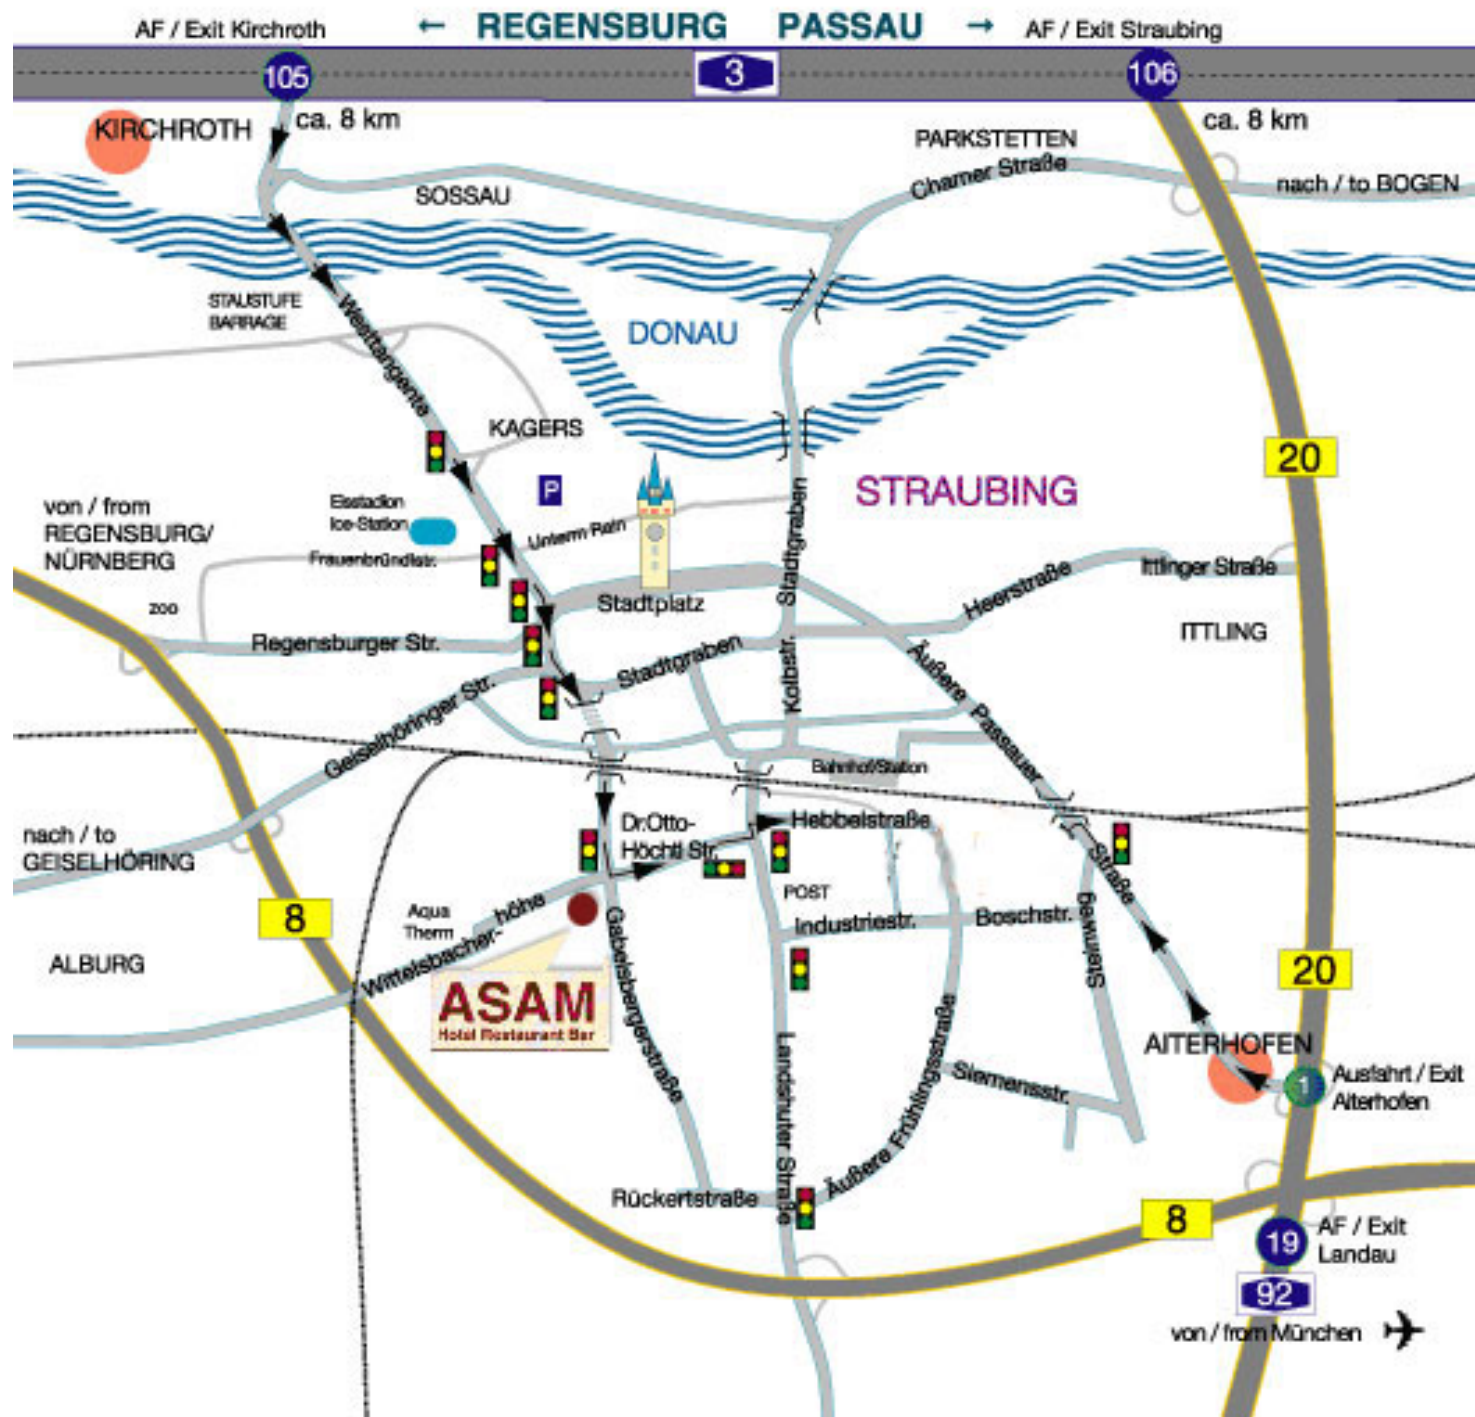 AF / Exit Kirchroth
← REGENSBURG PASSAU →
AF / Exit Straubing
105
3
106
KIRCHROTH
ca. 8 km
ca. 8 km
PARKSTETTEN
Chamer Straße
nach / to BOGEN
SOSSAU
STAUSTUFE
BARRAGE
Westtangente
DONAU
KAGERS
20
P
STRAUBING
von / from
REGENSBURG/
NÜRNBERG
Eisstadion
Ice-Station
Unterm Rain
Frauenbründlstr.
Stadtgraben
Heerstraße
Ittlinger Straße
zoo
Stadtplatz
Regensburger Str.
ITTLING
Stadtgraben
Kolbstr.
Äußere Passauer Straße
Geiselhöringer Str.
Bahnhof/Station
nach / to
GEISELHÖRING
Dr.Otto-
Höchtl Str.
Hebbelstraße
8
Aqua
Therm
Wittelsbacher-
höhe
POST
Industriestr.
Boschstr.
Steinweg
ALBURG
ASAM
Hotel Restaurant Bar
Gabelsbergerstraße
20
Landshuter Straße
Äußere Frühlingsstraße
Siemensstr.
AITERHOFEN
1
Ausfahrt / Exit
Aiterhofen
Rückertstraße
8
19
AF / Exit
Landau
92
von / from München